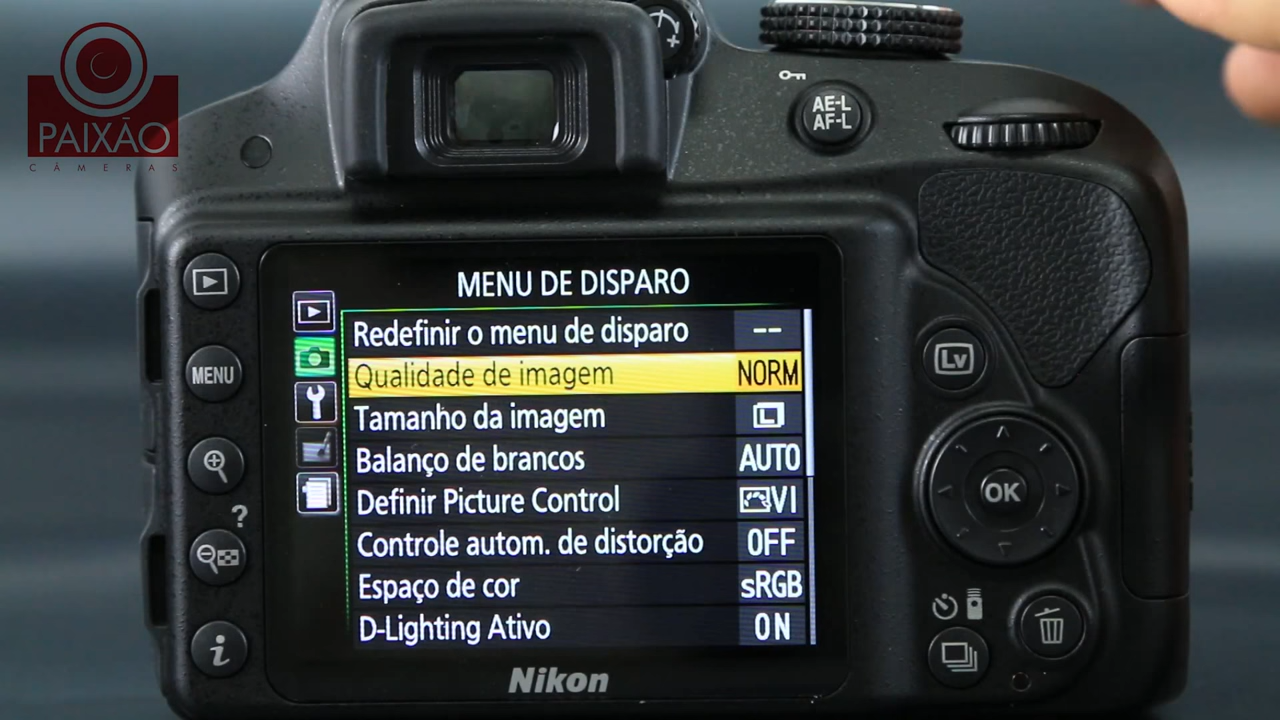 PAIXÃO
CÂMERAS
AE-L
AF-L
MENU DE DISPARO
Redefinir o menu de disparo --
Qualidade de imagem NORM
Tamanho da imagem L
Balanço de brancos AUTO
Definir Picture Control VI
Controle autom. de distorção OFF
Espaço de cor sRGB
D-Lighting Ativo ON
MENU
?
i
Lv
OK
Nikon